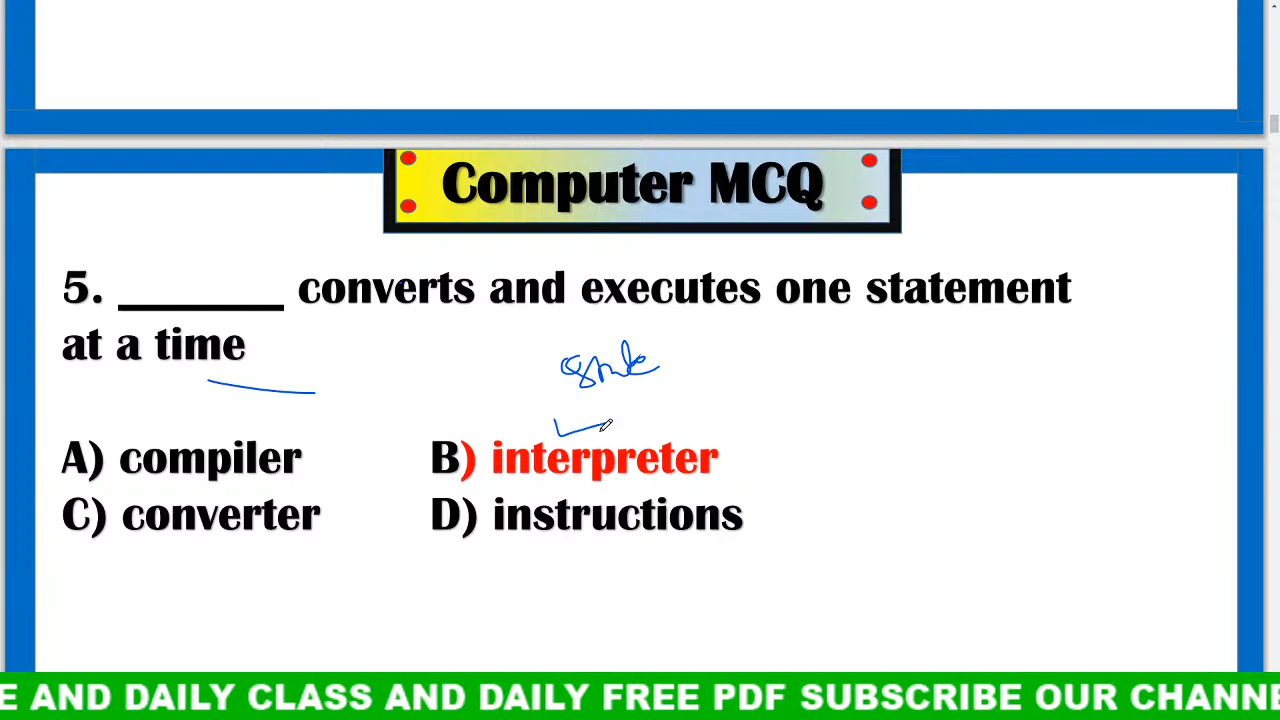 Computer MCQ
5. _______ converts and executes one statement
at a time
A) compiler B) interpreter
C) converter D) instructions
E AND DAILY CLASS AND DAILY FREE PDF SUBSCRIBE OUR CHANNE